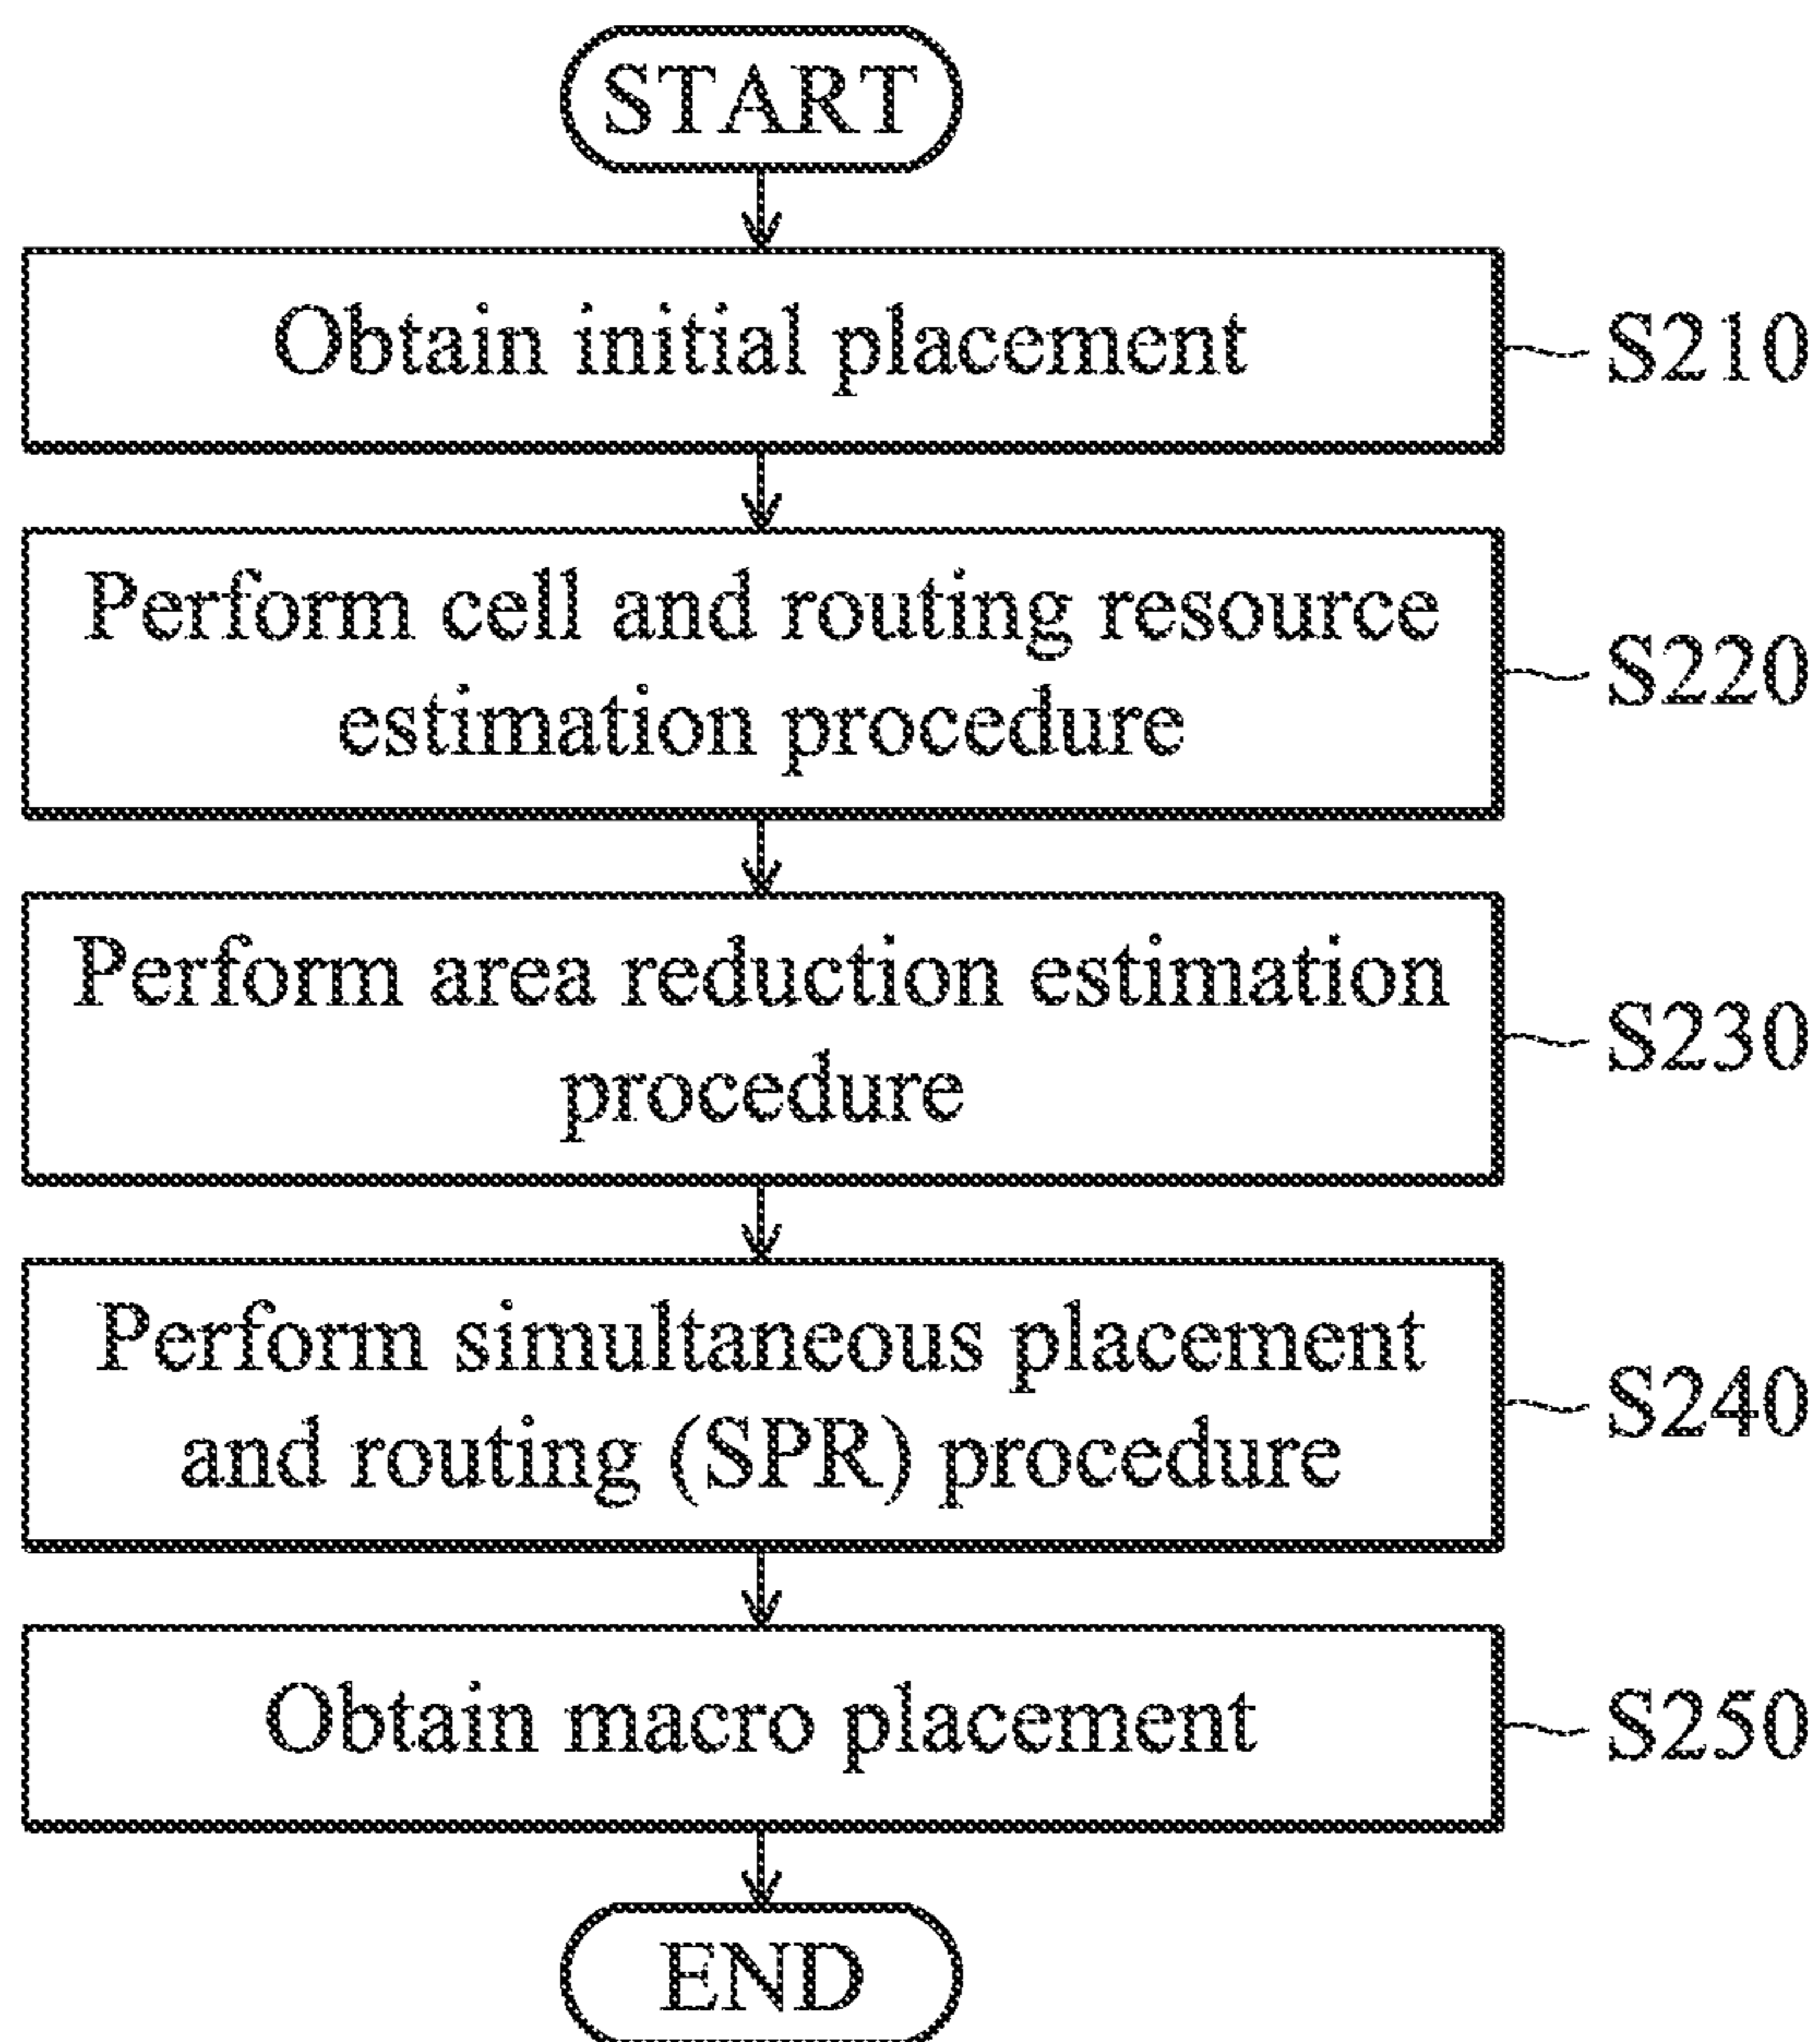 START
Obtain initial placement
S210
Perform cell and routing resource
estimation procedure
S220
Perform area reduction estimation
procedure
S230
Perform simultaneous placement
and routing (SPR) procedure
S240
Obtain macro placement
S250
END